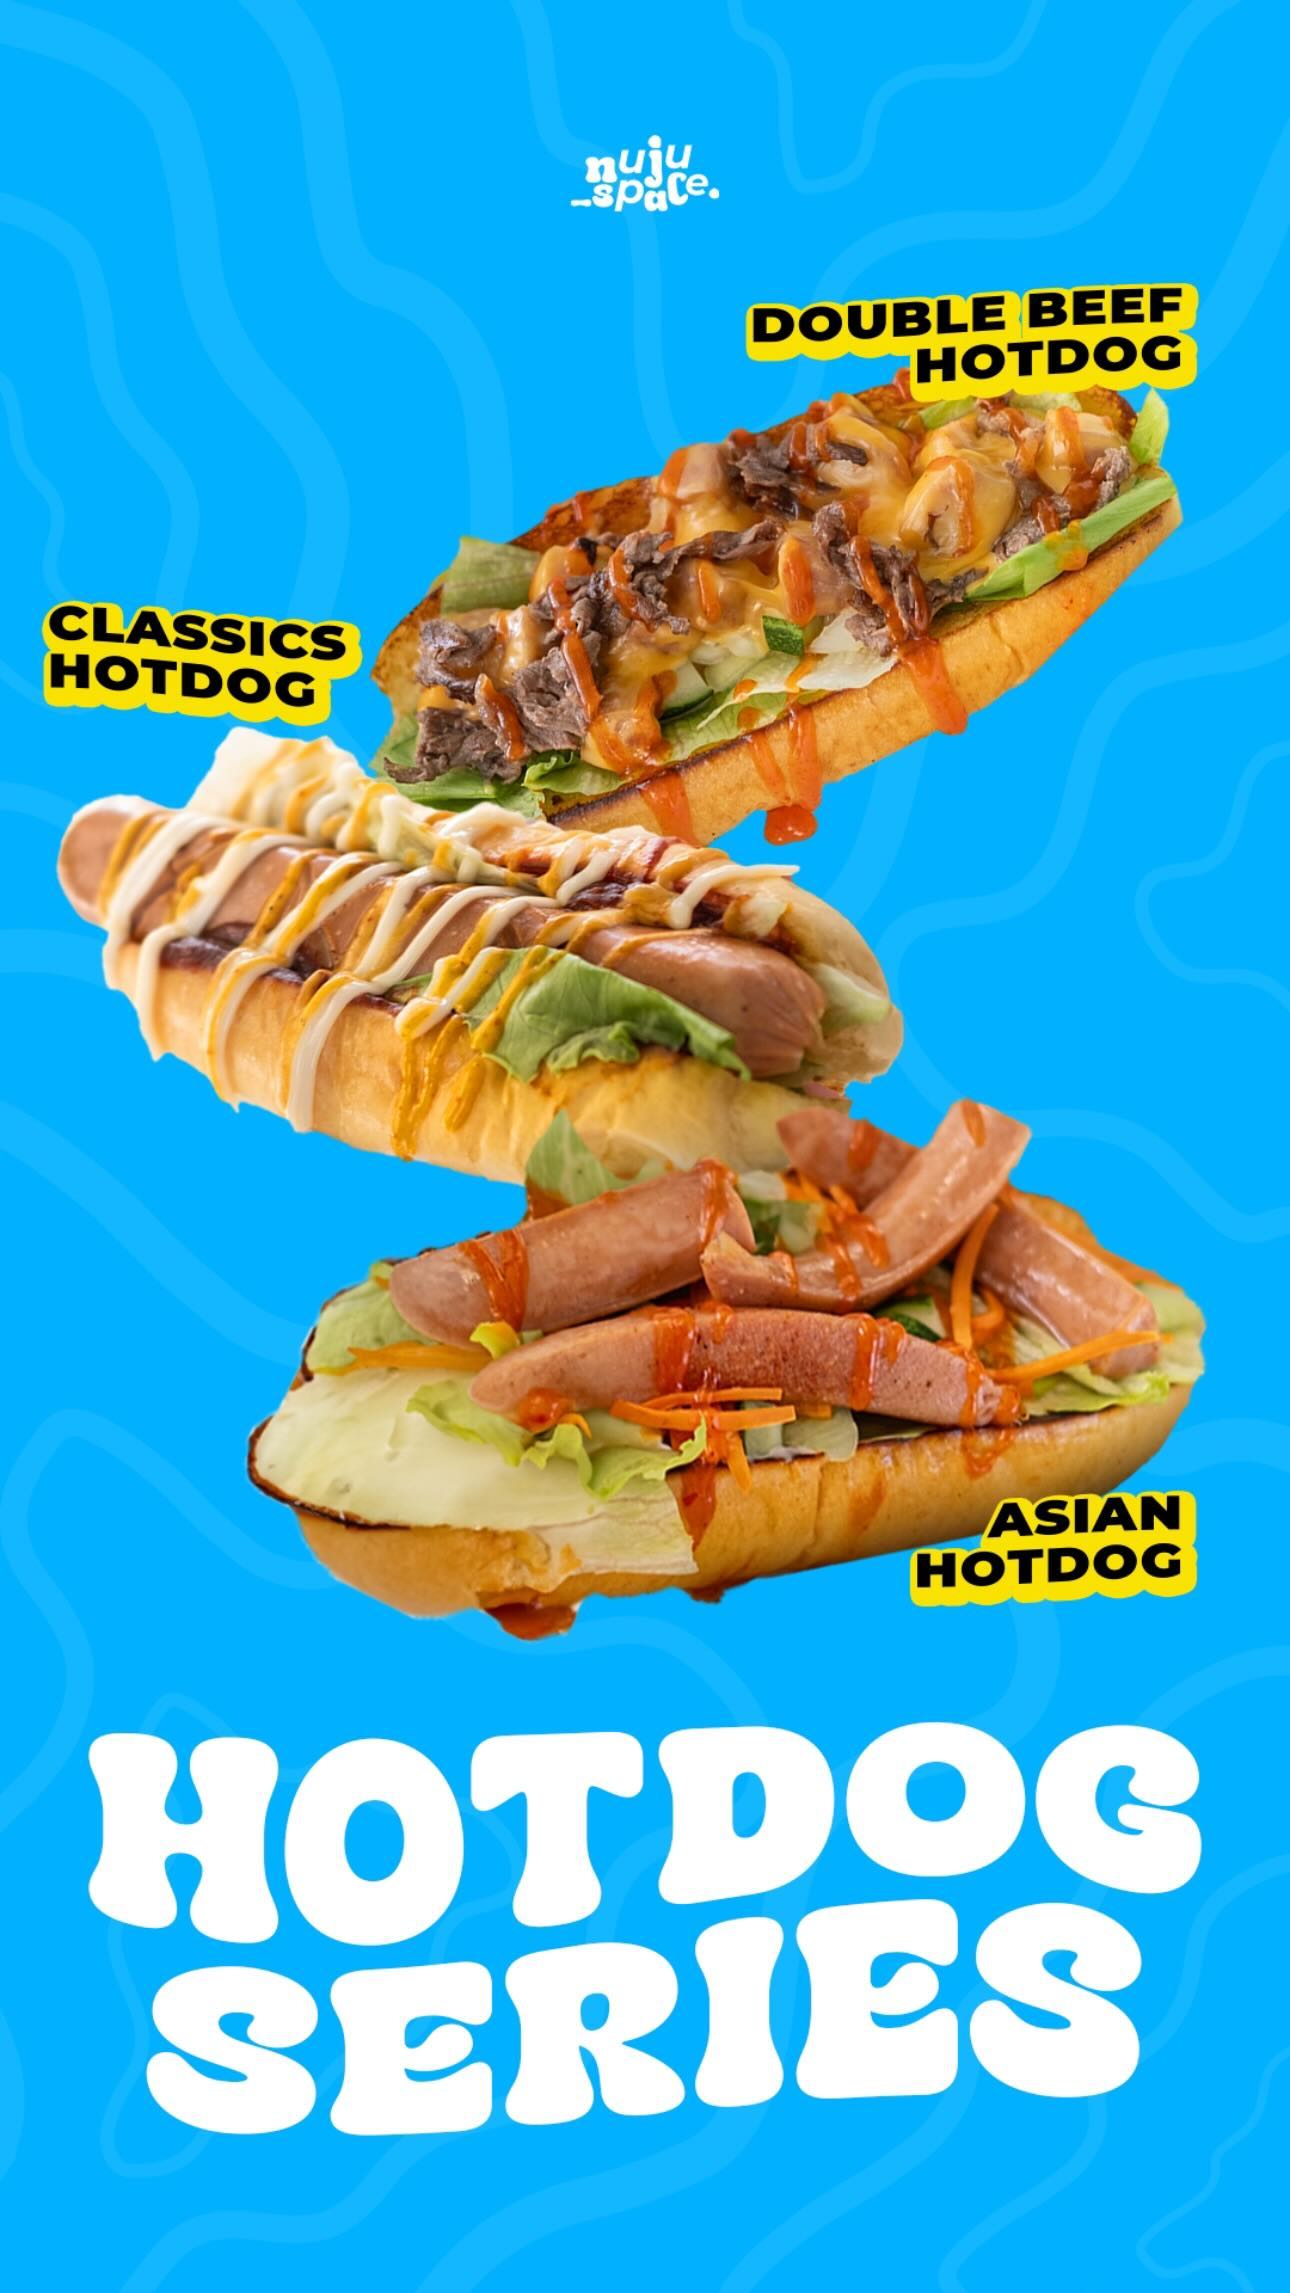 nuju
_space.
DOUBLE BEEF
HOTDOG
CLASSICS
HOTDOG
ASIAN
HOTDOG
HOTDOG
SERIES